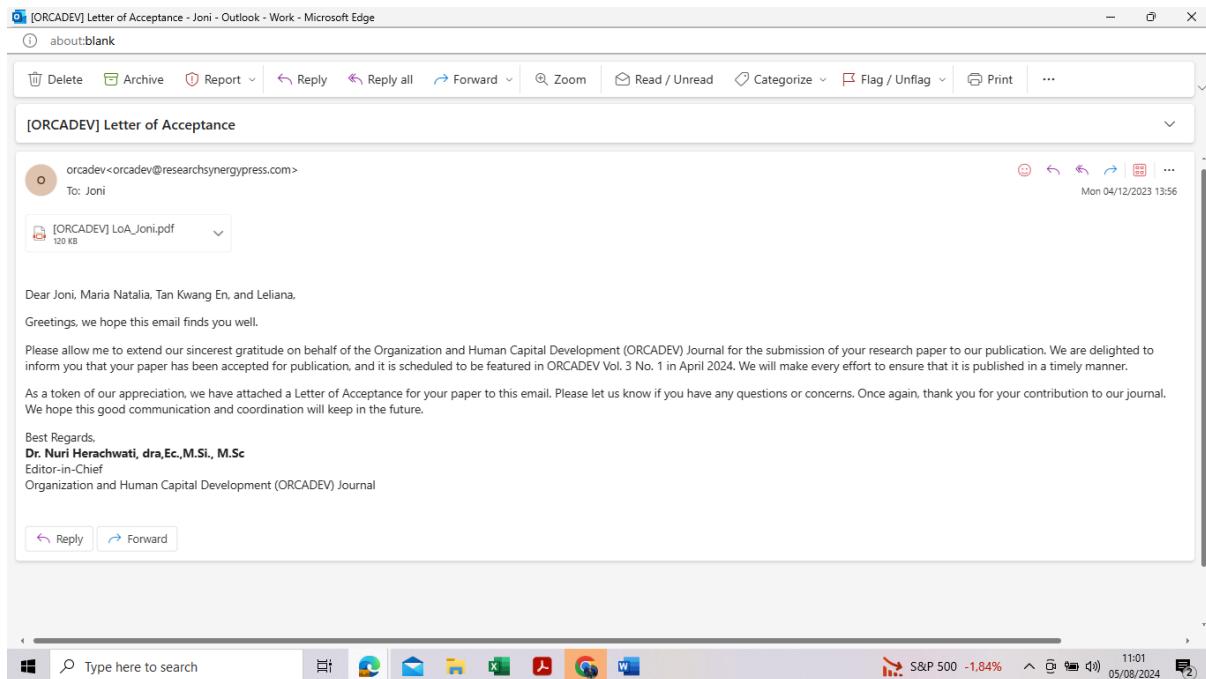 [ORCADEV] Letter of Acceptance - Joni - Outlook - Work - Microsoft Edge
about:blank
Delete Archive Report Reply Reply all Forward Zoom Read / Unread Categorize Flag / Unflag Print ...
[ORCADEV] Letter of Acceptance
O
orcadev<orcadev@researchsynergypress.com>
To: Joni
Mon 04/12/2023 13:56
[ORCADEV] LoA_Joni.pdf
120 KB
Dear Joni, Maria Natalia, Tan Kwang En, and Leliana,
Greetings, we hope this email finds you well.
Please allow me to extend our sincerest gratitude on behalf of the Organization and Human Capital Development (ORCADEV) Journal for the submission of your research paper to our publication. We are delighted to
inform you that your paper has been accepted for publication, and it is scheduled to be featured in ORCADEV Vol. 3 No. 1 in April 2024. We will make every effort to ensure that it is published in a timely manner.
As a token of our appreciation, we have attached a Letter of Acceptance for your paper to this email. Please let us know if you have any questions or concerns. Once again, thank you for your contribution to our journal.
We hope this good communication and coordination will keep in the future.
Best Regards,
Dr. Nuri Herachwati, dra,Ec.,M.Si., M.Sc
Editor-in-Chief
Organization and Human Capital Development (ORCADEV) Journal
Reply Forward
Type here to search
S&P 500 -1,84%
11:01
05/08/2024
2